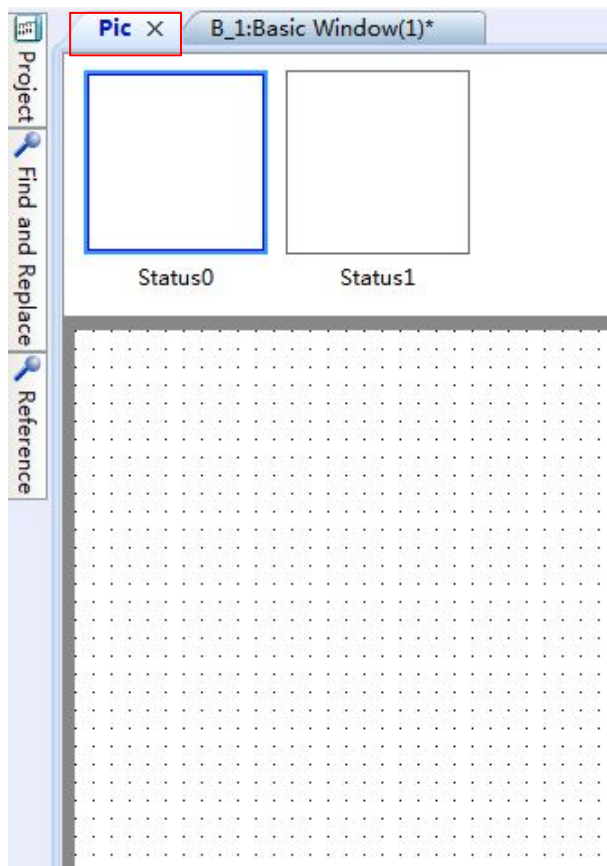 Pic ×
B_1:Basic Window(1)*
Project
Find and Replace
Reference
Status0
Status1